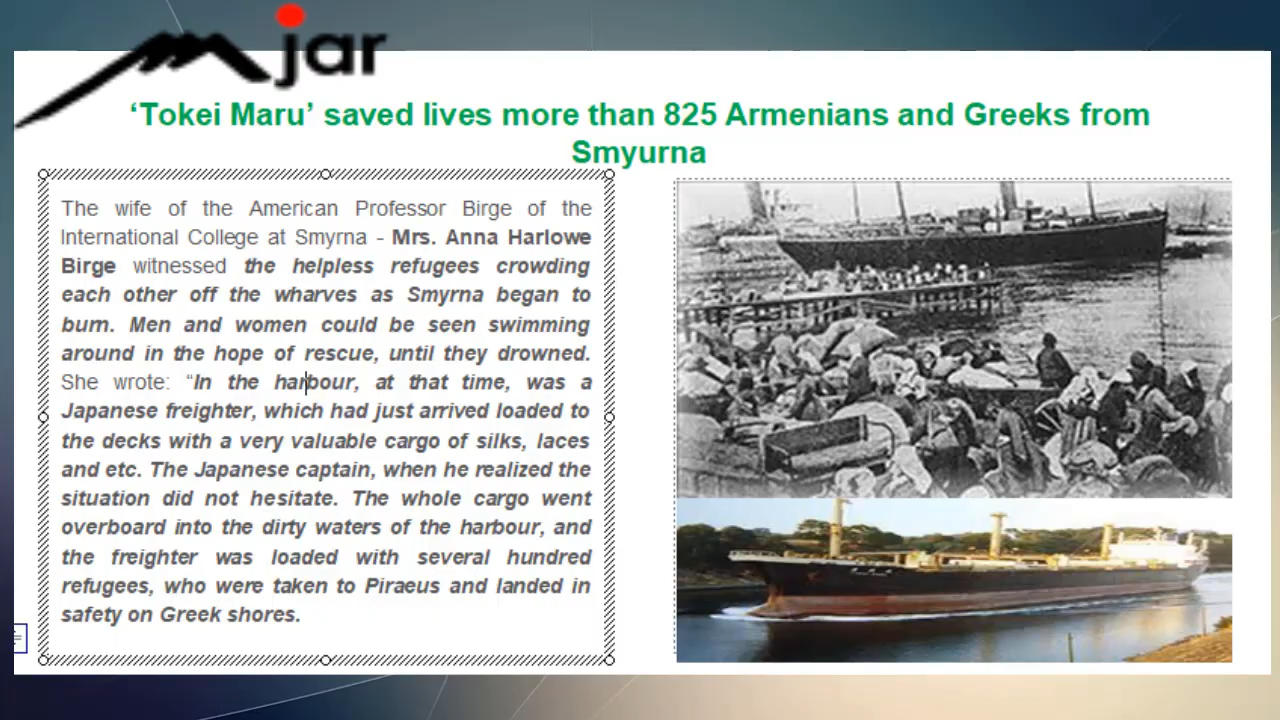 jar
‘Tokei Maru’ saved lives more than 825 Armenians and Greeks from
Smyurna
The wife of the American Professor Birge of the
International College at Smyrna - Mrs. Anna Harlowe
Birge witnessed the helpless refugees crowding
each other off the wharves as Smyrna began to
burn. Men and women could be seen swimming
around in the hope of rescue, until they drowned.
She wrote: “In the harbour, at that time, was a
Japanese freighter, which had just arrived loaded to
the decks with a very valuable cargo of silks, laces
and etc. The Japanese captain, when he realized the
situation did not hesitate. The whole cargo went
overboard into the dirty waters of the harbour, and
the freighter was loaded with several hundred
refugees, who were taken to Piraeus and landed in
safety on Greek shores.